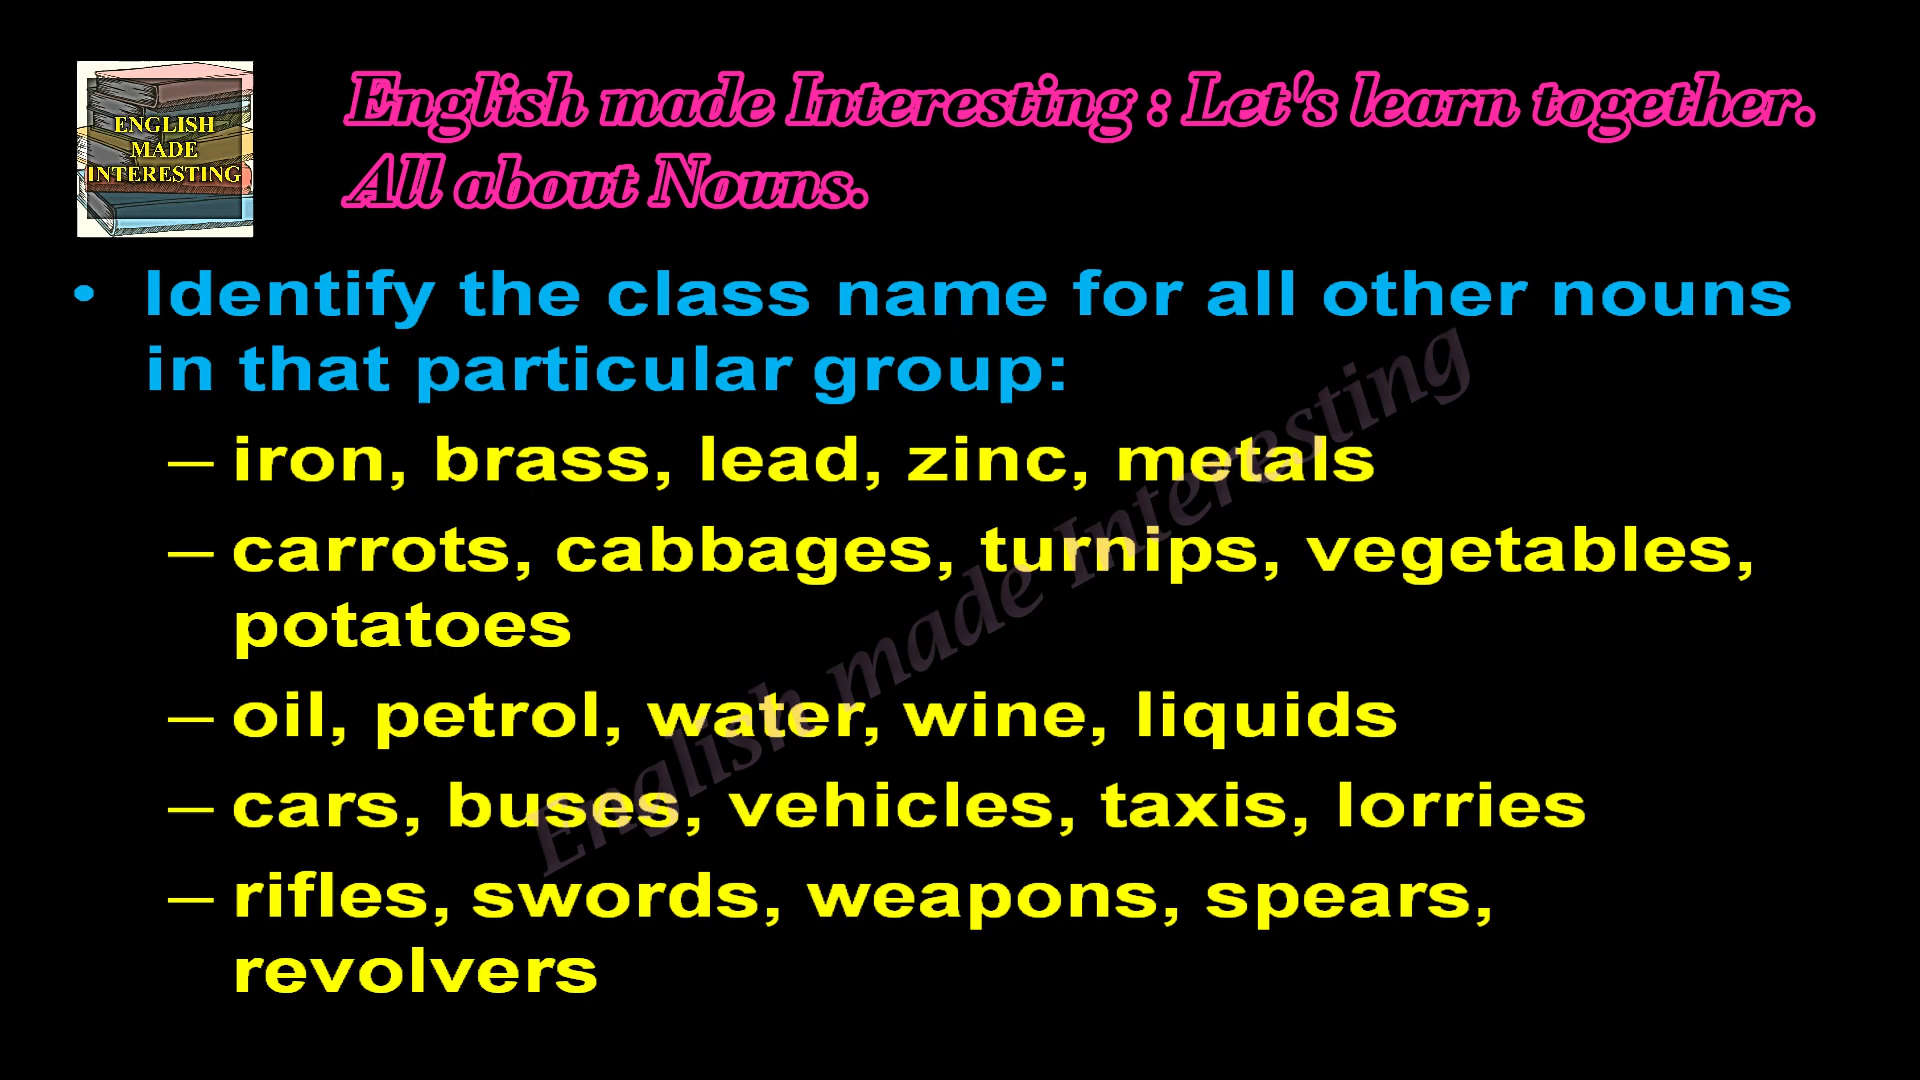 ENGLISH
MADE
INTERESTING
English made Interesting : Let's learn together.
All about Nouns.
• Identify the class name for all other nouns
in that particular group:
– iron, brass, lead, zinc, metals
– carrots, cabbages, turnips, vegetables,
potatoes
– oil, petrol, water, wine, liquids
– cars, buses, vehicles, taxis, lorries
– rifles, swords, weapons, spears,
revolvers
English made Interesting